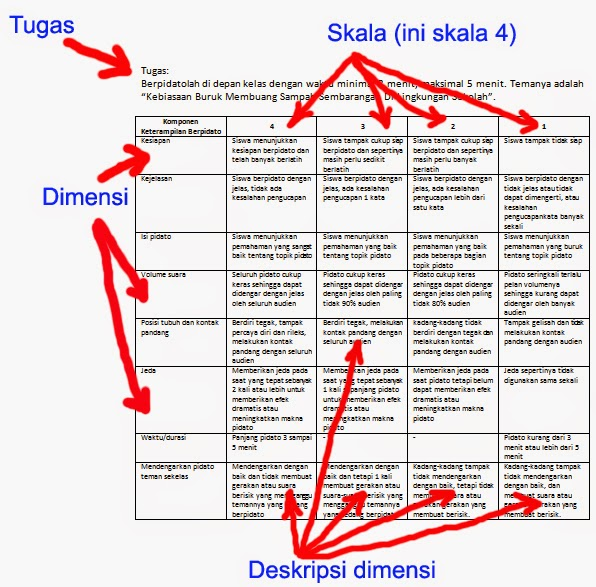 Tugas
Skala (ini skala 4)
Tugas:
Berpidatolah di depan kelas dengan waktu minimal 3 menit, maksimal 5 menit. Temanya adalah
“Kebiasaan Buruk Membuang Sampah Sembarangan Di Lingkungan Sekolah”.
Dimensi
Komponen
Keterampilan Berpidato
4
3
2
1
Kesiapan
Siswa menunjukkan
kesiapan berpidato dan
telah banyak berlatih
Siswa tampak cukup siap
berpidato dan sepertinya
masih perlu sedikit
berlatih
Siswa tampak cukup siap
berpidato dan sepertinya
masih perlu banyak
berlatih
Siswa tampak tidak siap
Kejelasan
Siswa berpidato dengan
jelas, tidak ada
kesalahan pengucapan
Siswa berpidato dengan
jelas, ada kesalahan
pengucapan 1 kata
Siswa berpidato dengan
jelas, ada kesalahan
pengucapan lebih dari
satu kata
Siswa berpidato dengan
tidak jelas atau tidak
dapat dimengerti, atau
kesalahan
pengucapankata banyak
sekali
Isi pidato
Siswa menunjukkan
pemahaman yang sangat
baik tentang topik pidato
Siswa menunjukkan
pemahaman yang baik
tentang topik pidato
Siswa menunjukkan
pemahaman yang baik
pada beberapa bagian
topik pidato
Siswa menunjukkan
pemahaman yang buruk
tentang topik pidato
Volume suara
Seluruh pidato cukup
keras sehingga dapat
didengar dengan jelas
oleh seluruh audien
Pidato cukup keras
sehingga dapat didengar
dengan jelas oleh paling
tidak 90% audien
Pidato cukup keras
sehingga dapat didengar
dengan jelas oleh paling
tidak 80% audien
Pidato seringkali terlalu
pelan volumenya
sehingga kurang dapat
didengar oleh banyak
audien
Posisi tubuh dan kontak
pandang
Berdiri tegak, tampak
percaya diri dan rileks,
melakukan kontak
pandang dengan seluruh
audien
Berdiri tegak, melakukan
kontak pandang dengan
seluruh audien
kadang-kadang tidak
berdiri dengan tegak dan
melakukan kontak
pandang dengan audien
Tampak gelisah dan tidak
melakukan kontak
pandang dengan audien
Jeda
Memberikan jeda pada
saat yang tepat sebanyak
2 kali atau lebih untuk
memberikan efek
dramatis atau
meningkatkan makna
pidato
Memberikan jeda pada
saat yang tepat sebanyak
1 kali sepanjang pidato
untuk memberikan efek
dramatis atau
meningkatkan makna
pidato
Memberikan jeda pada
saat pidato tetapi belum
dapat memberikan efek
dramatis atau
meningkatkan makna
pidato
Jeda sepertinya tidak
digunakan sama sekali
Waktu/durasi
Panjang pidato 3 sampai
5 menit
-
-
Pidato kurang dari 3
menit atau lebih dari 5
menit
Mendengarkan pidato
teman sekelas
Mendengarkan dengan
baik dan tidak membuat
gerakan atau suara
berisik yang mengganggu
temannya yang sedang
berpidato
Mendengarkan dengan
baik dan tetapi 1 kali
membuat gerakan atau
suara-suara berisik yang
mengganggu temannya
yang sedang berpidato
Kadang-kadang tampak
tidak mendengarkan
dengan baik, tetapi tidak
suara atau
gerakan yang
membuat berisik.
Kadang-kadang tampak
tidak mendengarkan
dengan baik, dan
membuat suara atau
gerakan yang
membuat berisik.
Deskripsi dimensi